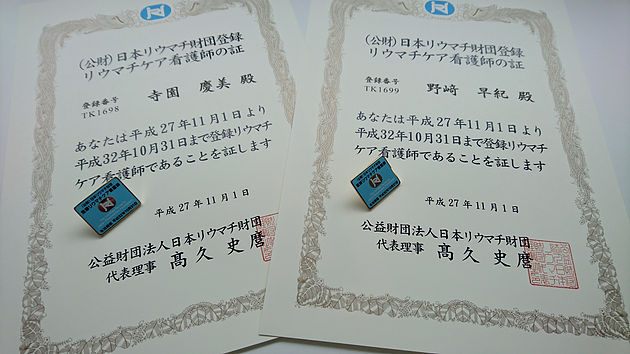 (公財)日本リウマチ財団登録
リウマチケア看護師の証
登録番号
TK1698
寺園 慶美 殿
あなたは平成27年11月1日より
平成32年10月31日まで登録リウマチ
ケア看護師であることを証します
平成27年11月1日
公益財団法人日本リウマチ財団
代表理事 髙久 史麿
(公財)日本リウマチ財団登録
リウマチケア看護師の証
登録番号
TK1699
野﨑 早紀 殿
あなたは平成27年11月1日より
平成32年10月31日まで登録リウマチ
ケア看護師であることを証します
平成27年11月1日
公益財団法人日本リウマチ財団
代表理事 髙久 史麿